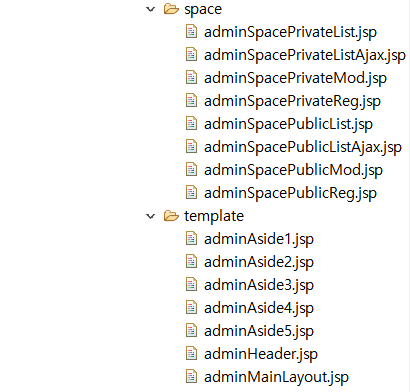 space
adminSpacePrivateList.jsp
adminSpacePrivateListAjax.jsp
adminSpacePrivateMod.jsp
adminSpacePrivateReg.jsp
adminSpacePublicList.jsp
adminSpacePublicListAjax.jsp
adminSpacePublicMod.jsp
adminSpacePublicReg.jsp
template
adminAside1.jsp
adminAside2.jsp
adminAside3.jsp
adminAside4.jsp
adminAside5.jsp
adminHeader.jsp
adminMainLayout.jsp